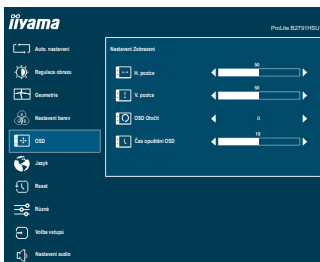 iiyama
ProLite B2791HSU
Auto. nastavení
Nastavení Zobrazení
Regulace obrazu
50
H. pozice
Geometrie
50
V. pozice
Nastavení barev
OSD Otočit
0
OSD
10
Čas opuštění OSD
Jazyk
Reset
Různé
Volba vstupů
Nastavení audio